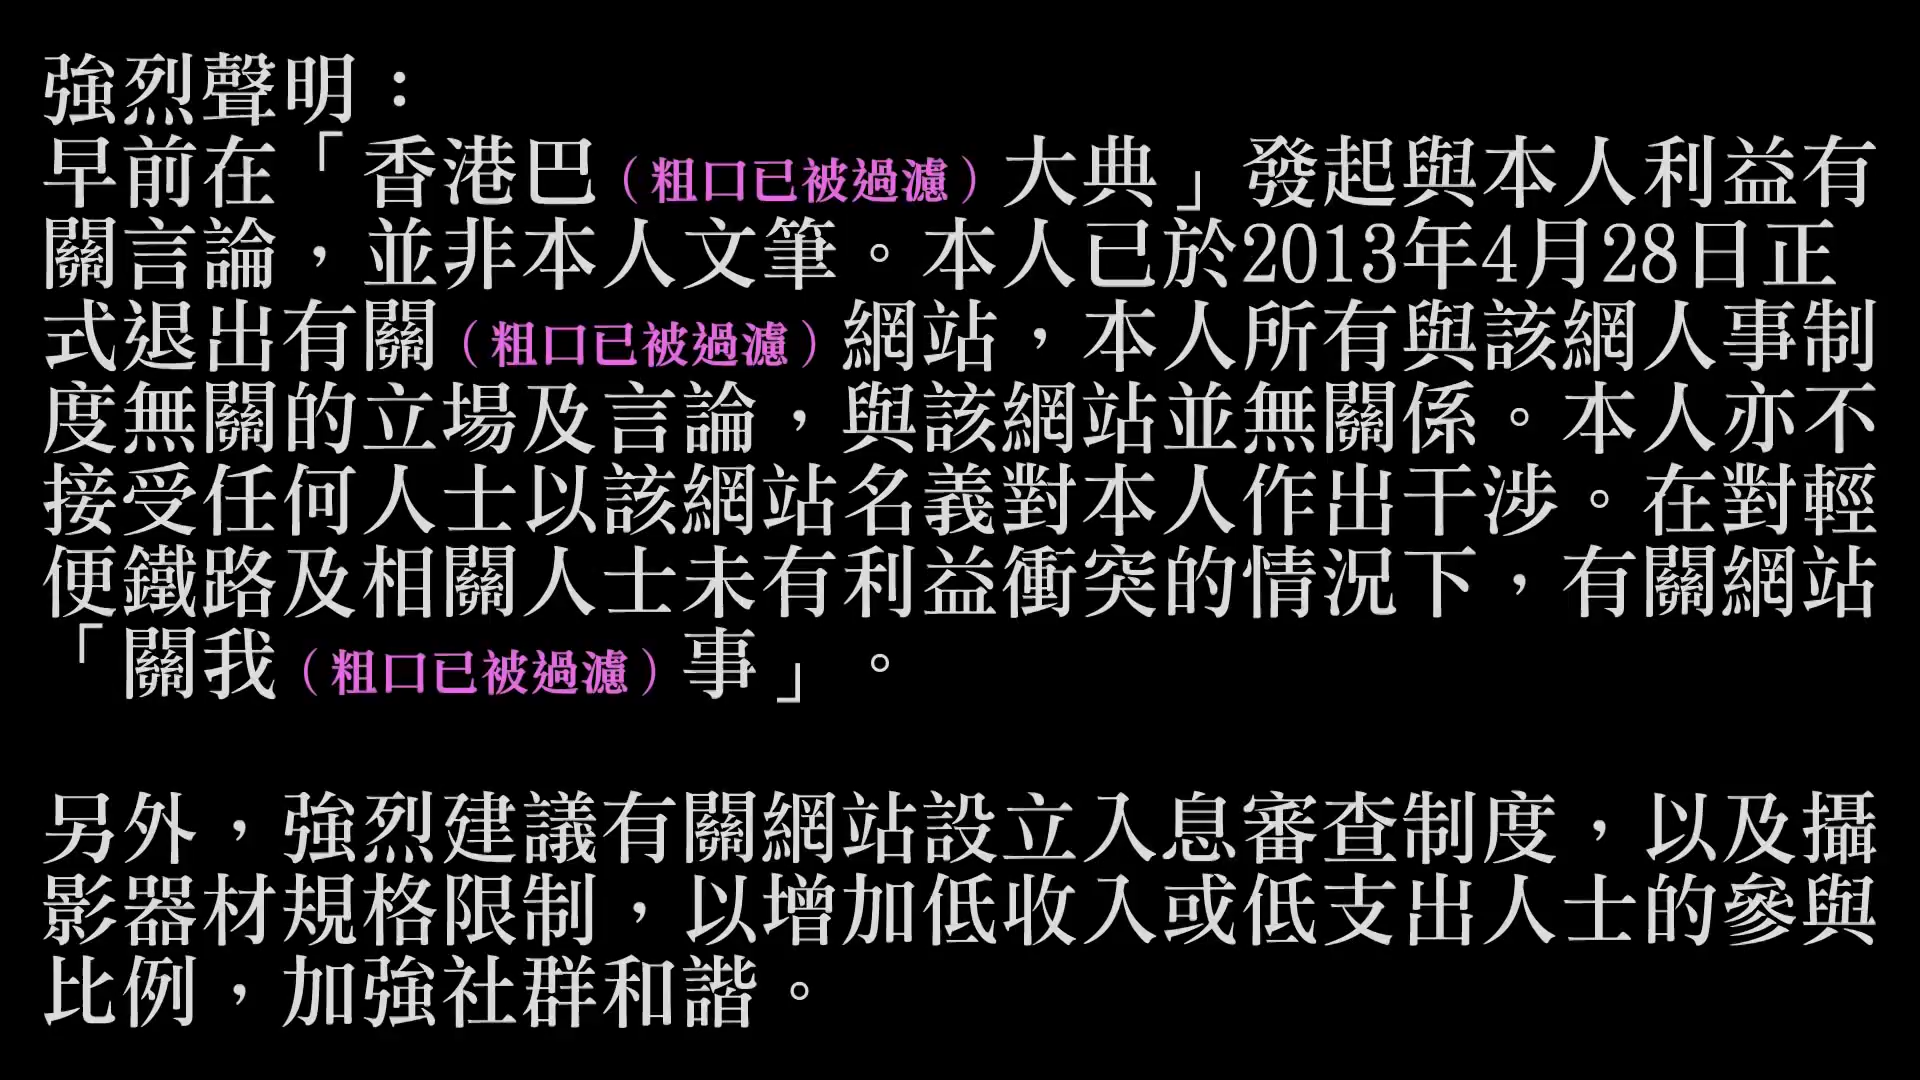 強烈聲明：
早前在「香港巴（粗口已被過濾）大典」發起與本人利益有
關言論，並非本人文筆。本人已於2013年4月28日正
式退出有關（粗口已被過濾）網站，本人所有與該網人事制
度無關的立場及言論，與該網站並無關係。本人亦不
接受任何人士以該網站名義對本人作出干涉。在對輕
便鐵路及相關人士未有利益衝突的情況下，有關網站
「關我（粗口已被過濾）事」。
另外，強烈建議有關網站設立入息審查制度，以及攝
影器材規格限制，以增加低收入或低支出人士的參與
比例，加強社群和諧。